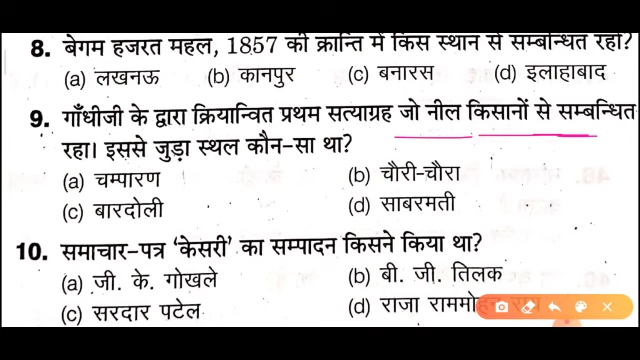 8. बेगम हजरत महल, 1857 की क्रान्ति में किस स्थान से सम्बन्धित रहीं?
(a) लखनऊ (b) कानपुर (c) बनारस (d) इलाहाबाद
9. गाँधीजी के द्वारा क्रियान्वित प्रथम सत्याग्रह जो नील किसानों से सम्बन्धित
रहा। इससे जुड़ा स्थल कौन-सा था?
(a) चम्पारण (b) चौरी-चौरा
(c) बारदोली (d) साबरमती
10. समाचार-पत्र 'केसरी' का सम्पादन किसने किया था?
(a) जी. के. गोखले (b) बी. जी. तिलक
(c) सरदार पटेल (d) राजा राममोहन